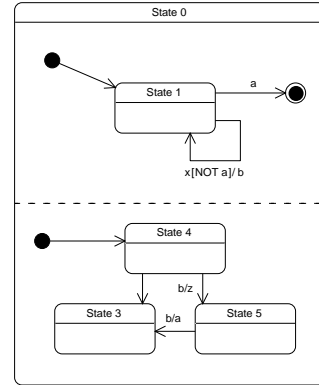 State 0
State 1
a
x[NOT a]/ b
State 4
b/z
State 3
b/a
State 5